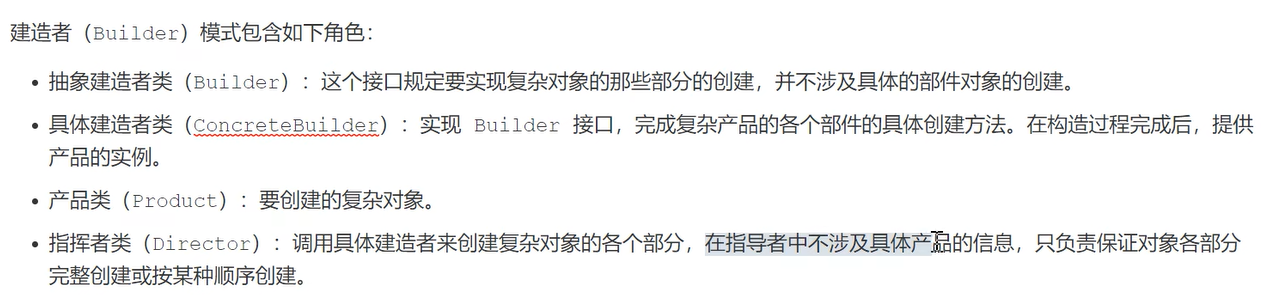 建造者（Builder）模式包含如下角色：
抽象建造者类（Builder）：这个接口规定要实现复杂对象的那些部分的创建，并不涉及具体的部件对象的创建。
具体建造者类（ConcreteBuilder）：实现 Builder 接口，完成复杂产品的各个部件的具体创建方法。在构造过程完成后，提供
产品的实例。
产品类（Product）：要创建的复杂对象。
指挥者类（Director）：调用具体建造者来创建复杂对象的各个部分，在指导者中不涉及具体产品的信息，只负责保证对象各部分
完整创建或按某种顺序创建。